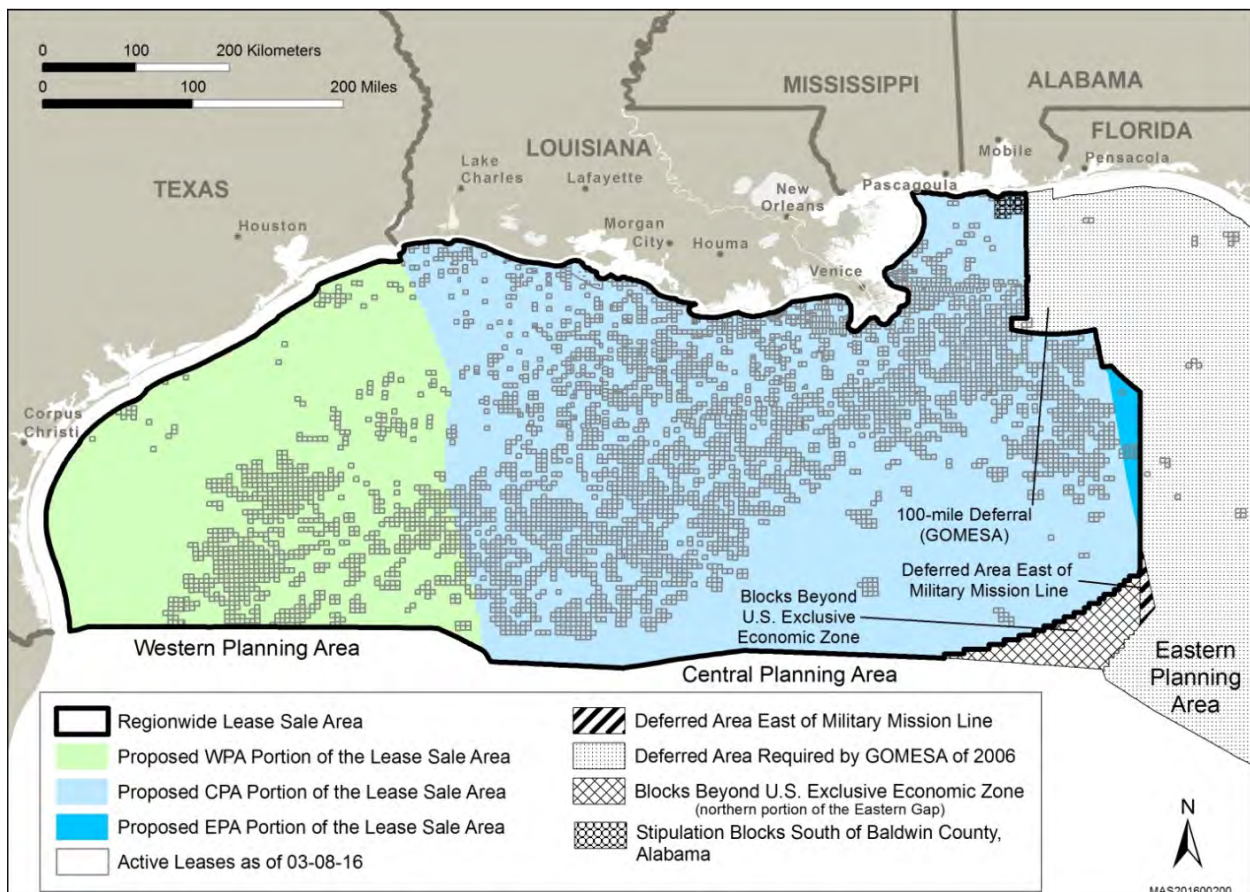 0 100 200 Kilometers
0 100 200 Miles
MISSISSIPPI
ALABAMA
FLORIDA
Mobile
Pensacola
Pascagoula
LOUISIANA
Lake
Charles
Lafayette
New
Orleans
TEXAS
Houston
Morgan
City
Houma
Venice
Corpus
Christi
100-mile Deferral
(GOMESA)
Deferred Area East of
Military Mission Line
Blocks Beyond
U.S. Exclusive
Economic Zone
Western Planning Area
Central Planning Area
Eastern
Planning
Area
Regionwide Lease Sale Area
Proposed WPA Portion of the Lease Sale Area
Proposed CPA Portion of the Lease Sale Area
Proposed EPA Portion of the Lease Sale Area
Active Leases as of 03-08-16
Deferred Area East of Military Mission Line
Deferred Area Required by GOMESA of 2006
Blocks Beyond U.S. Exclusive Economic Zone
(northern portion of the Eastern Gap)
Stipulation Blocks South of Baldwin County,
Alabama
N
MAS201600200